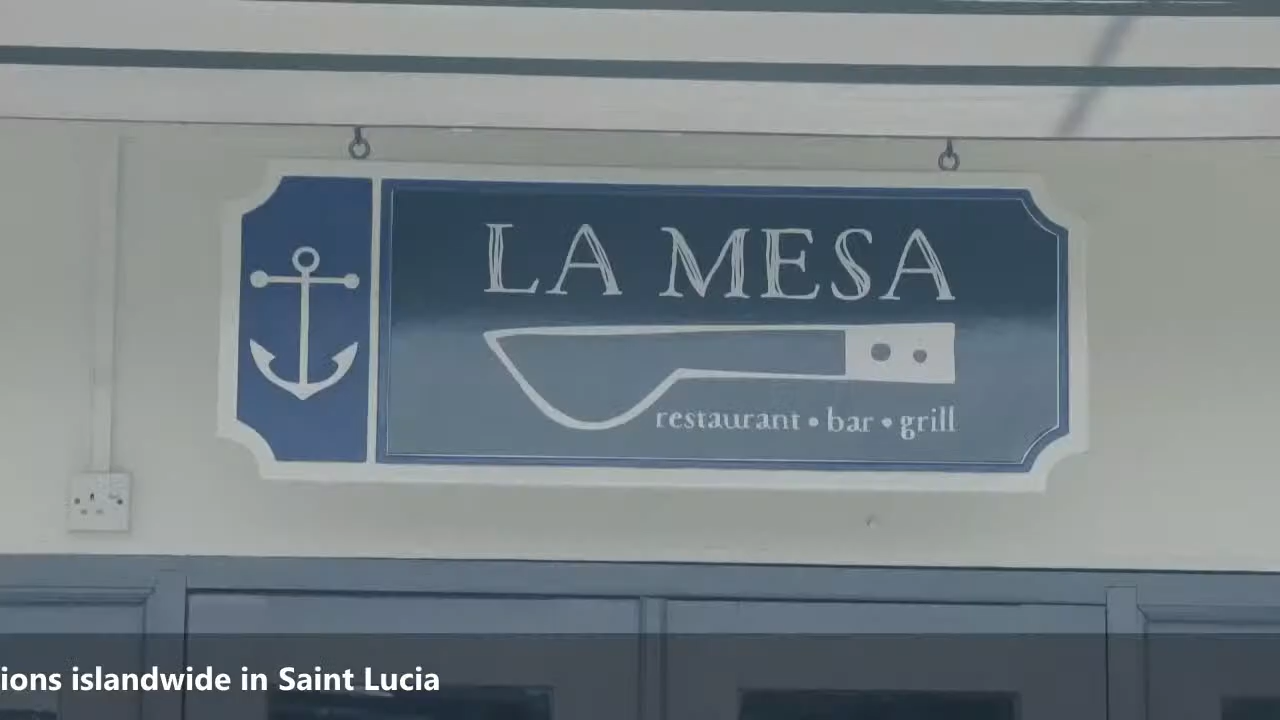 LA MESA
restaurant • bar • grill
ions islandwide in Saint Lucia